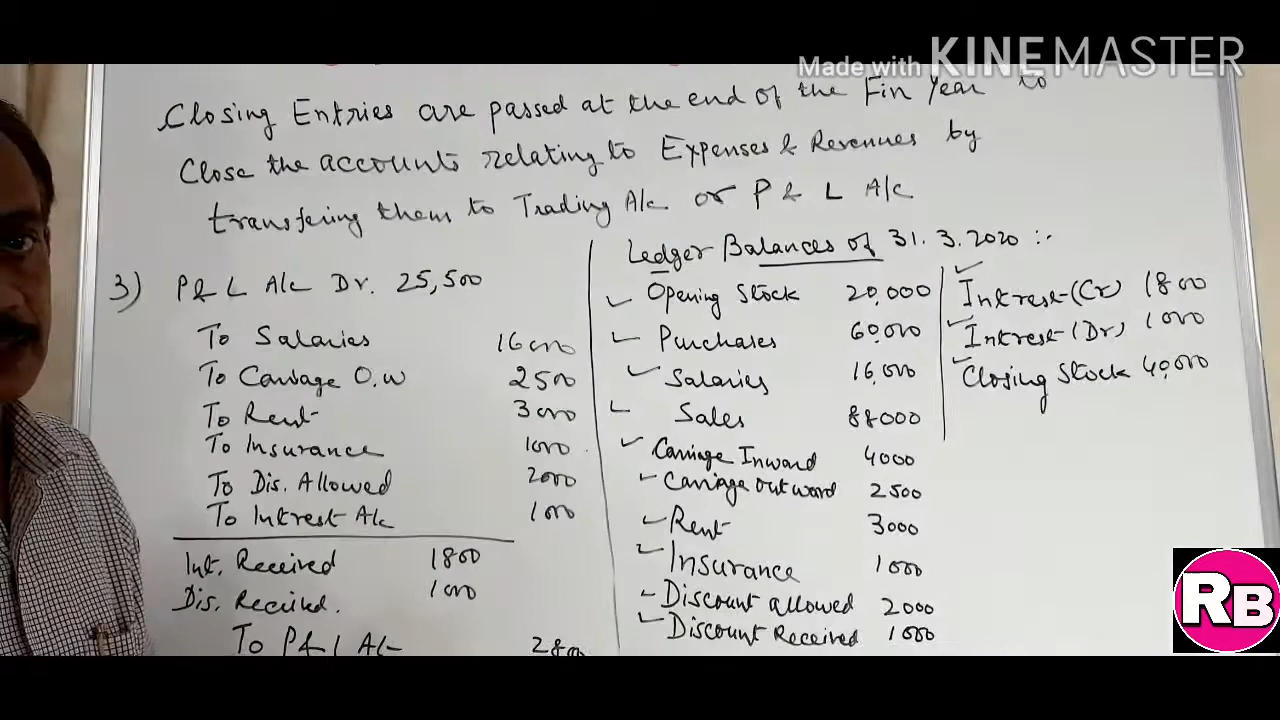 Made with KINEMASTER
Closing Entries are passed at the end of the Fin Year to
Close the accounts relating to Expenses & Revenues by
transfering them to Trading A/c or P & L A/c
3) P & L A/c Dr. 25,500
To Salaries 16000
To Carriage O.W 2500
To Rent 3000
To Insurance 1000
To Dis. Allowed 2000
To Intrest A/c 1000
Int. Received 1800
Dis. Recived. 1000
To P & L A/c 2800
Ledger Balances of 31.3.2020 :-
Opening Stock 20,000
Purchases 60,000
Salaries 16,000
Sales 88000
Carriage Inward 4000
Carriage outward 2500
Rent 3000
Insurance 1000
Discount allowed 2000
Discount Received 1000
Intrest (Cr) 1800
Interest (Dr) 1000
Closing Stock 40,000
RB